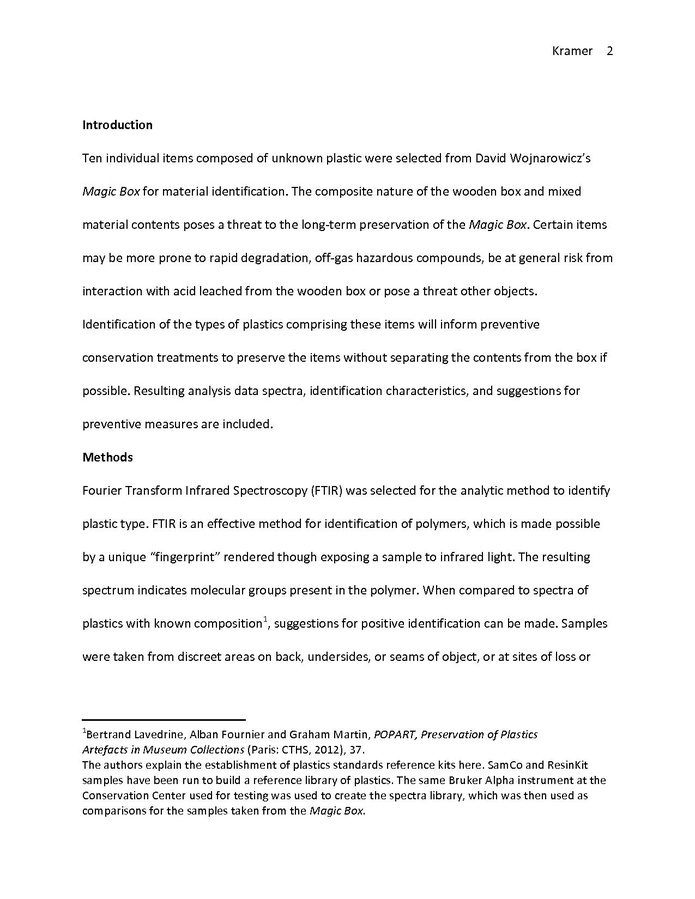 Kramer 2
Introduction
Ten individual items composed of unknown plastic were selected from David Wojnarowicz’s
Magic Box for material identification. The composite nature of the wooden box and mixed
material contents poses a threat to the long-term preservation of the Magic Box. Certain items
may be more prone to rapid degradation, off-gas hazardous compounds, be at general risk from
interaction with acid leached from the wooden box or pose a threat other objects.
Identification of the types of plastics comprising these items will inform preventive
conservation treatments to preserve the items without separating the contents from the box if
possible. Resulting analysis data spectra, identification characteristics, and suggestions for
preventive measures are included.
Methods
Fourier Transform Infrared Spectroscopy (FTIR) was selected for the analytic method to identify
plastic type. FTIR is an effective method for identification of polymers, which is made possible
by a unique “fingerprint” rendered though exposing a sample to infrared light. The resulting
spectrum indicates molecular groups present in the polymer. When compared to spectra of
plastics with known composition1, suggestions for positive identification can be made. Samples
were taken from discreet areas on back, undersides, or seams of object, or at sites of loss or
1Bertrand Lavedrine, Alban Fournier and Graham Martin, POPART, Preservation of Plastics
Artefacts in Museum Collections (Paris: CTHS, 2012), 37.
The authors explain the establishment of plastics standards reference kits here. SamCo and ResinKit
samples have been run to build a reference library of plastics. The same Bruker Alpha instrument at the
Conservation Center used for testing was used to create the spectra library, which was then used as
comparisons for the samples taken from the Magic Box.